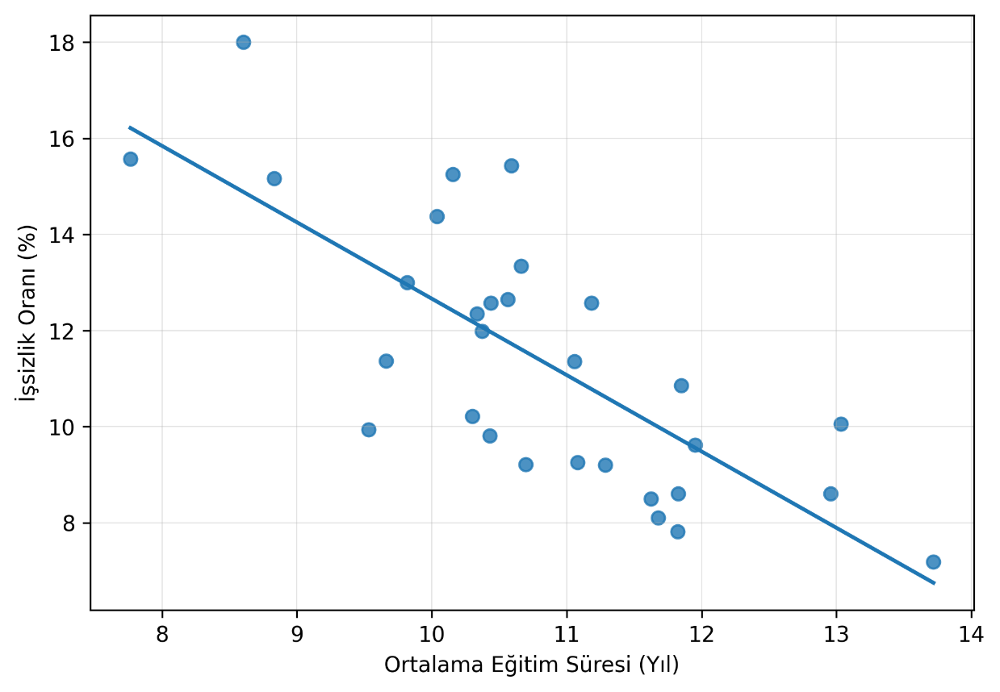 18
16
14
12
10
8
İşsizlik Oranı (%)
8 9 10 11 12 13 14
Ortalama Eğitim Süresi (Yıl)